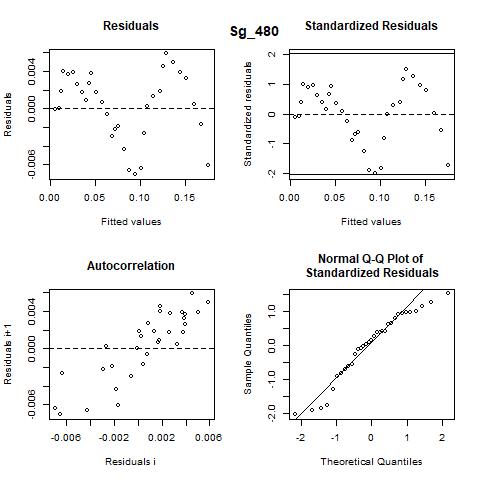 Sg_480
Residuals
Residuals
0.004
0.000
-0.006
0.00 0.05 0.10 0.15
Fitted values
Standardized Residuals
Standardized residuals
2
1
0
-1
-2
0.00 0.05 0.10 0.15
Fitted values
Autocorrelation
Residuals i+1
0.004
0.000
-0.006
-0.006 -0.002 0.002 0.006
Residuals i
Normal Q-Q Plot of
Standardized Residuals
Sample Quantiles
1.0
0.0
-1.0
-2.0
-2 -1 0 1 2
Theoretical Quantiles